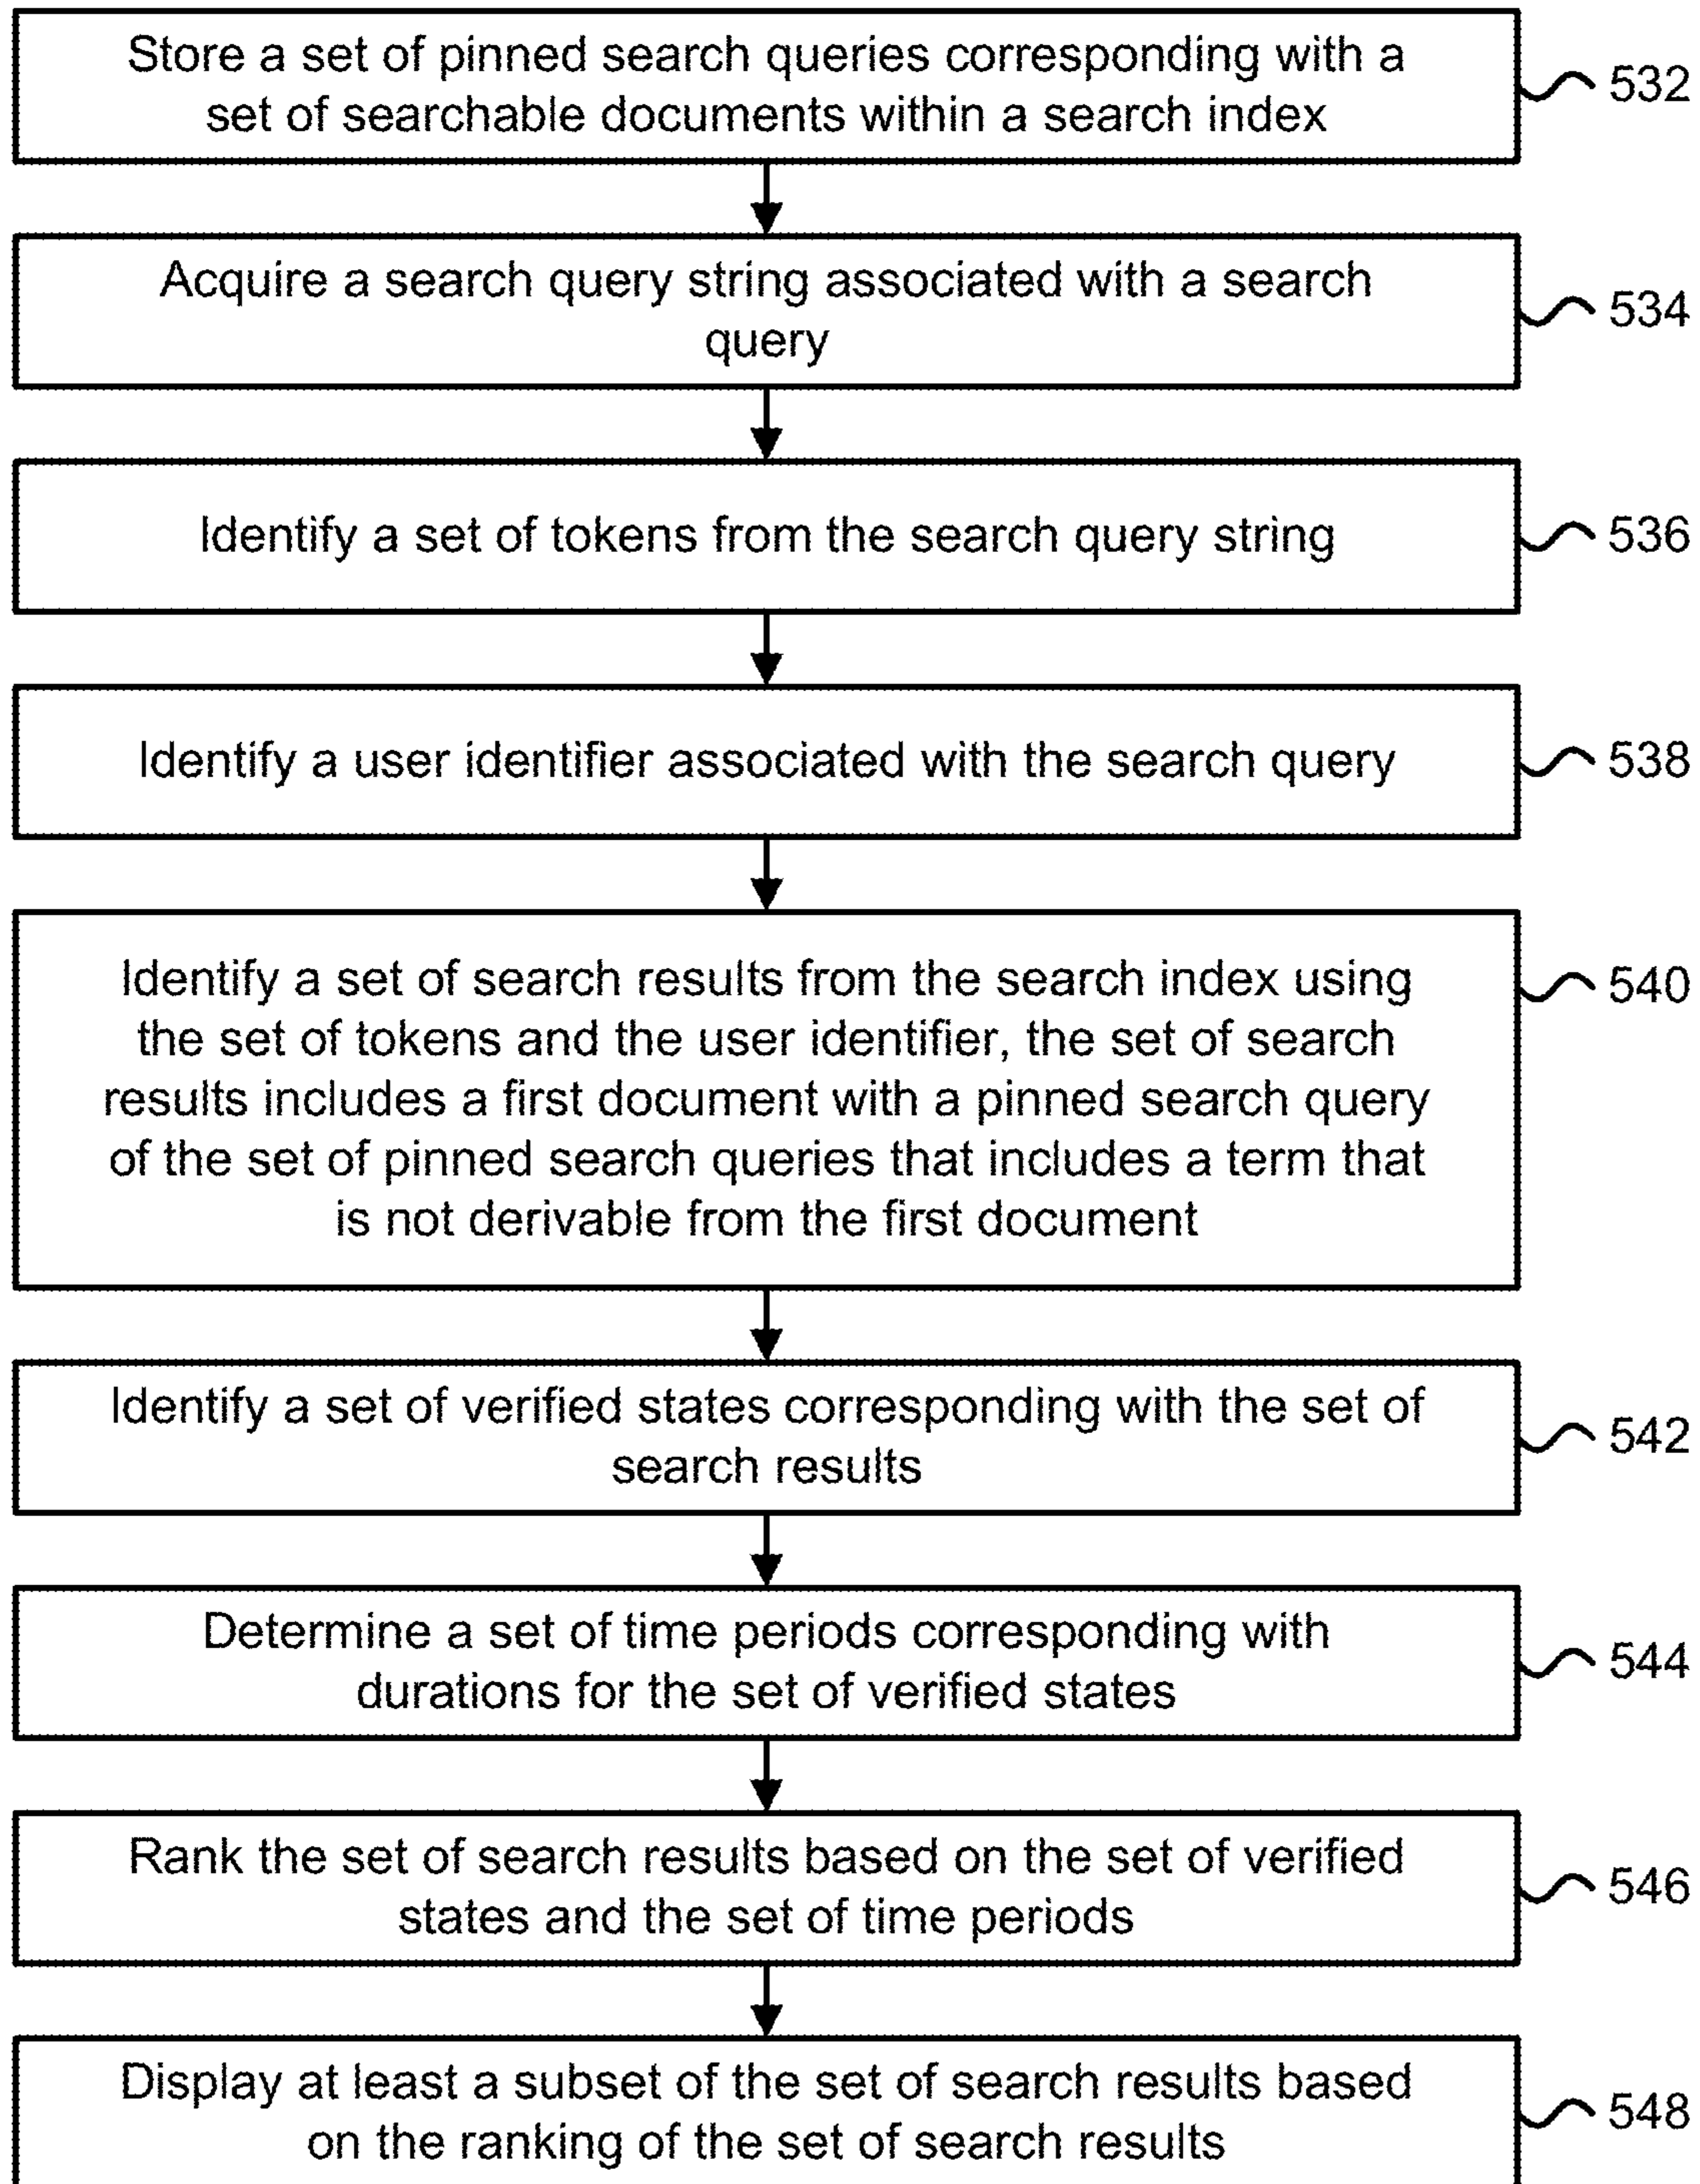 Store a set of pinned search queries corresponding with a
set of searchable documents within a search index
532
Acquire a search query string associated with a search
query
534
Identify a set of tokens from the search query string
536
Identify a user identifier associated with the search query
538
Identify a set of search results from the search index using
the set of tokens and the user identifier, the set of search
results includes a first document with a pinned search query
of the set of pinned search queries that includes a term that
is not derivable from the first document
540
Identify a set of verified states corresponding with the set of
search results
542
Determine a set of time periods corresponding with
durations for the set of verified states
544
Rank the set of search results based on the set of verified
states and the set of time periods
546
Display at least a subset of the set of search results based
on the ranking of the set of search results
548